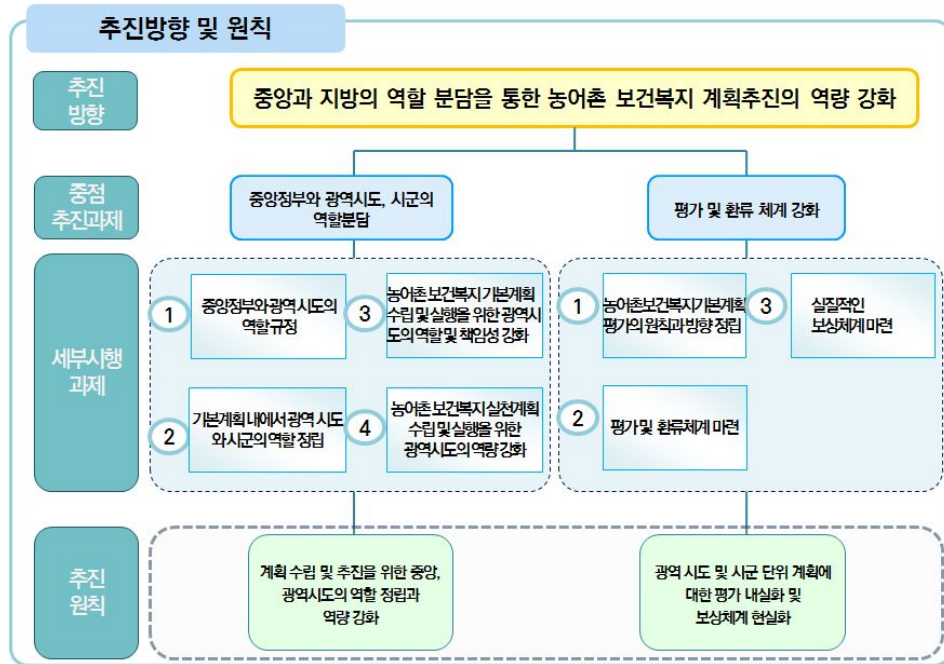 추진방향 및 원칙
추진
방향
중앙과 지방의 역할 분담을 통한 농어촌 보건복지 계획추진의 역량 강화
중점
추진과제
중앙정부와 광역시도, 시군의
역할분담
평가 및 환류 체계 강화
세부시행
과제
1
중앙정부와 광역 시도의
역할 규정
3
농어촌 보건복지 기본계획
수립 및 실행을 위한 광역시
도의 역할 및 책임성 강화
2
기본계획 내에서 광역 시도
와 시군의 역할 정립
4
농어촌 보건복지 실천계획
수립 및 실행을 위한
광역시도의 역량 강화
1
농어촌보건복지기본계획
평가의 원칙과 방향 정립
3
실질적인
보상체계 마련
2
평가 및 환류체계 마련
추진
원칙
계획 수립 및 추진을 위한 중앙,
광역시도의 역할 정립과
역량 강화
광역 시도 및 시군 단위 계획에
대한 평가 내실화 및
보상체계 현실화